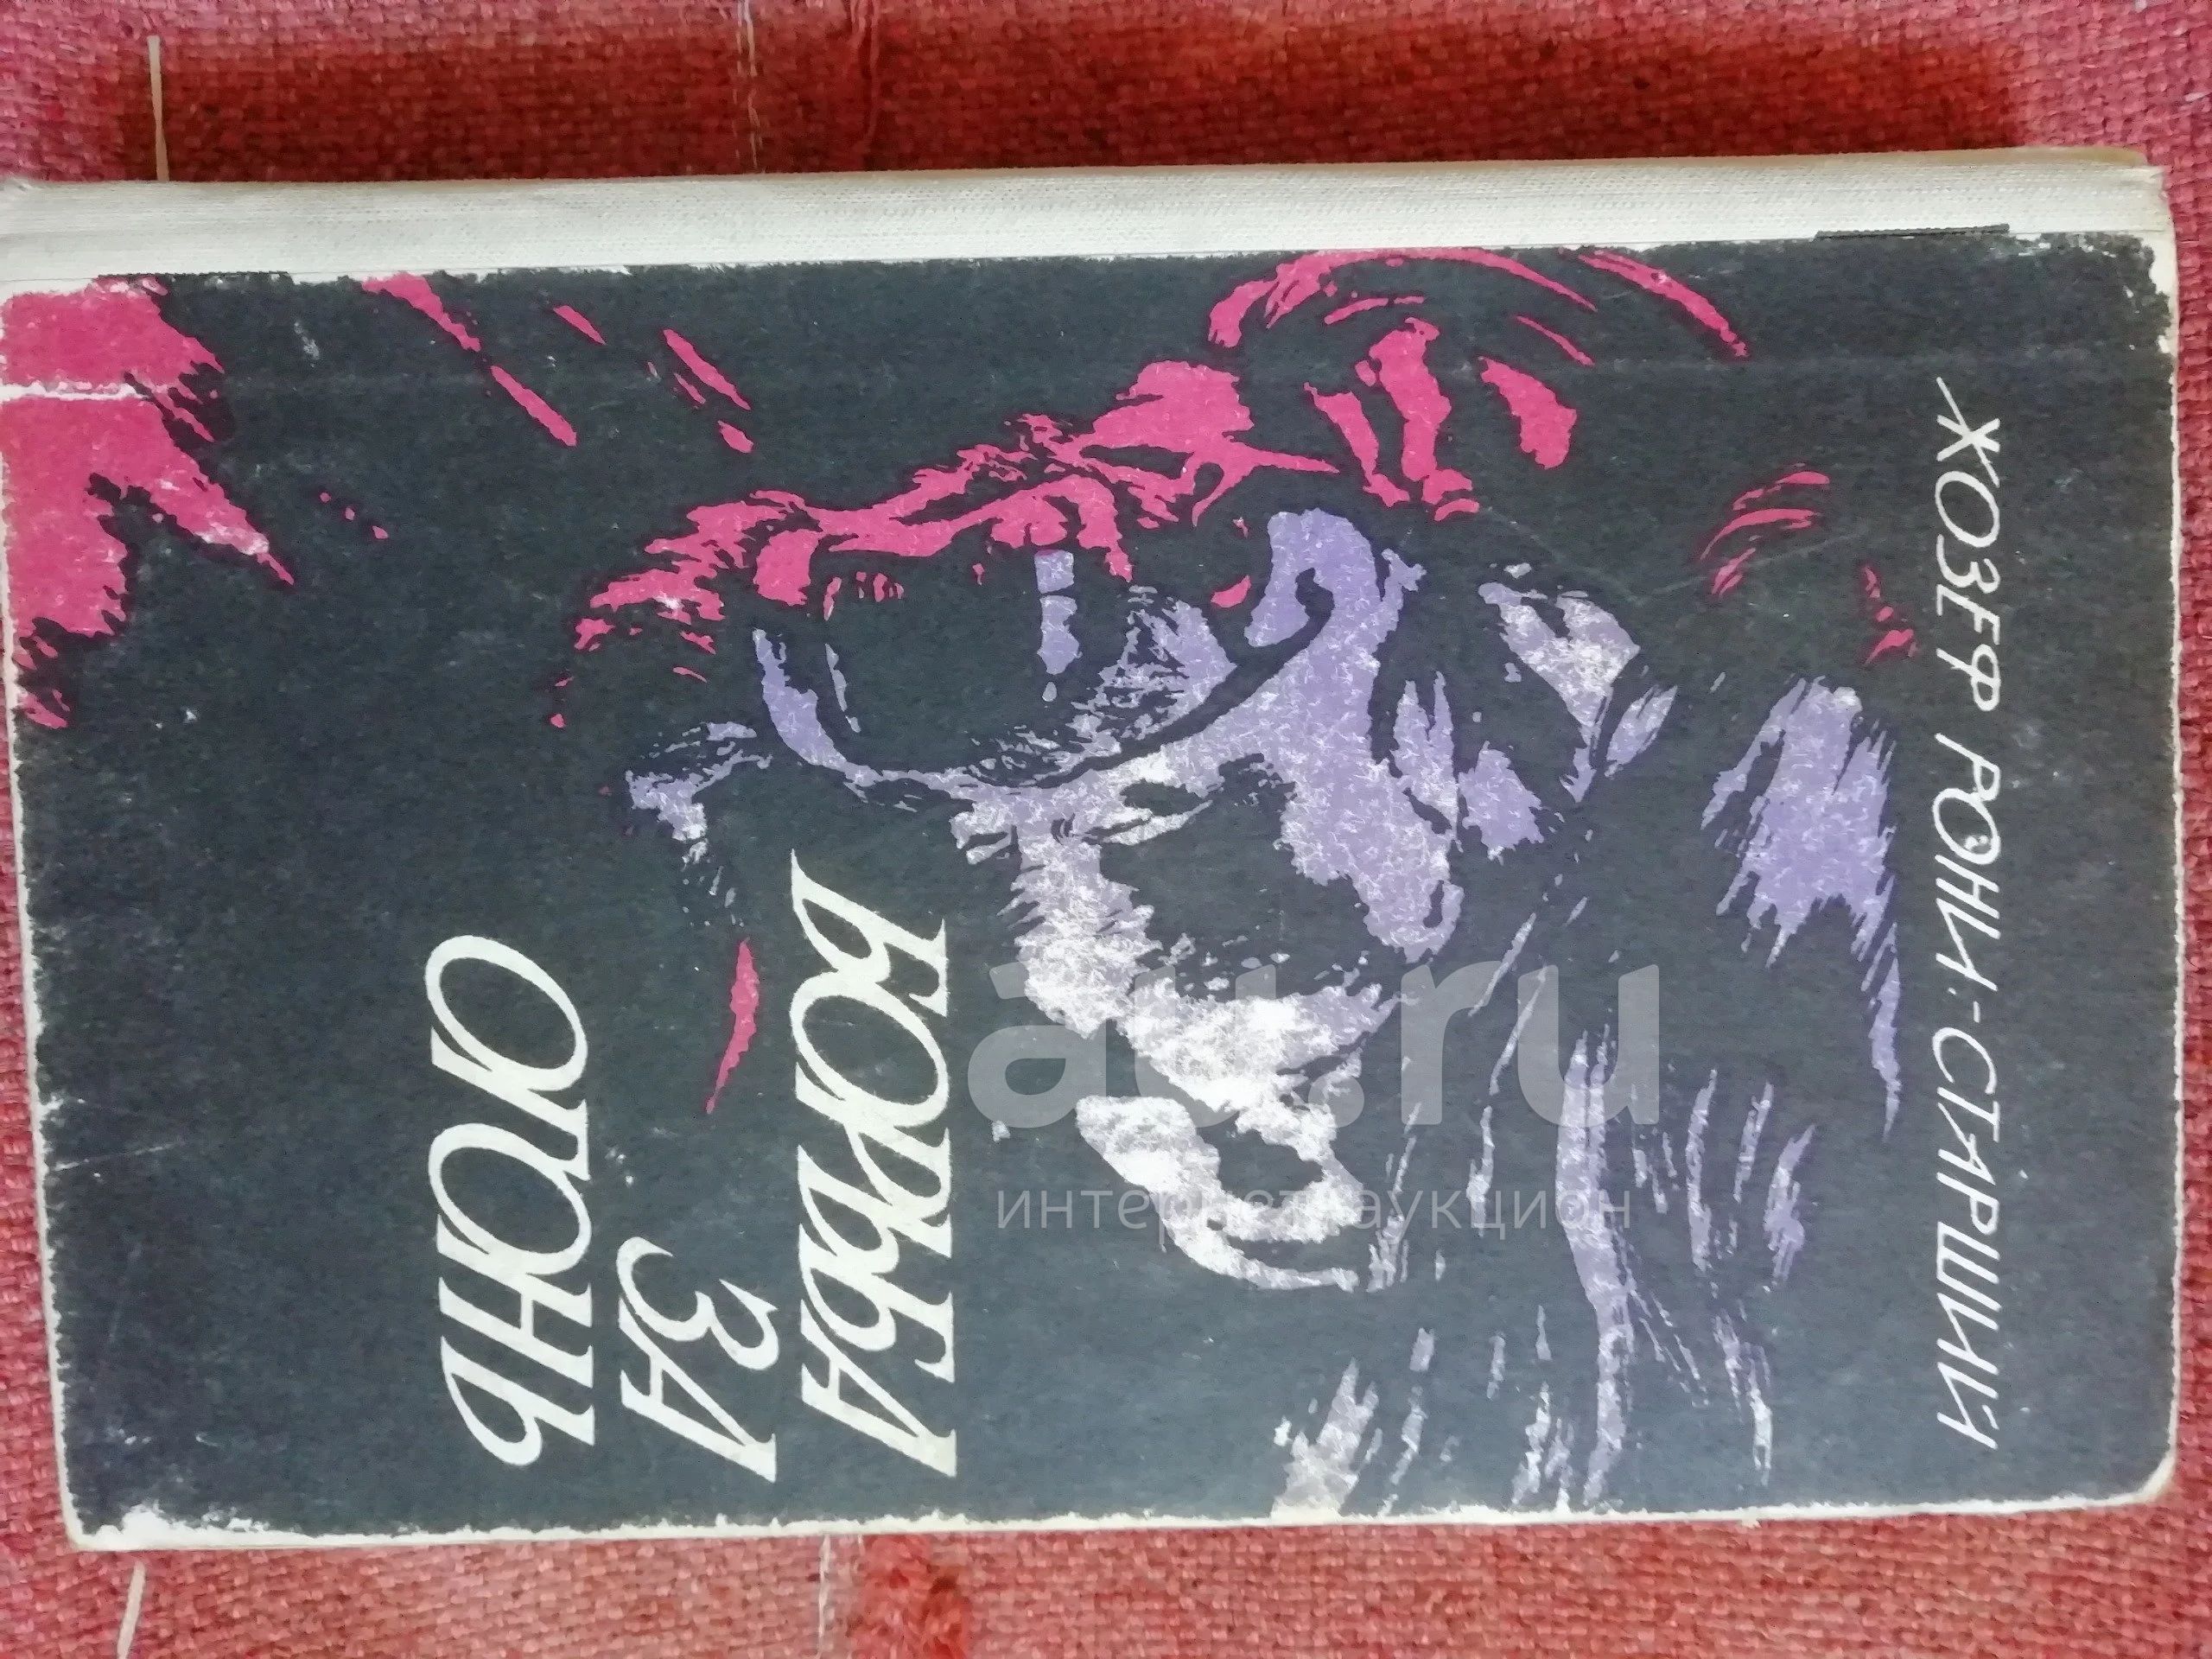 ЖОЗЕФ РОНИ-СТАРШИЙ
БОРЬБА
ЗА
ОГОНЬ
au.ru
интернет-аукцион